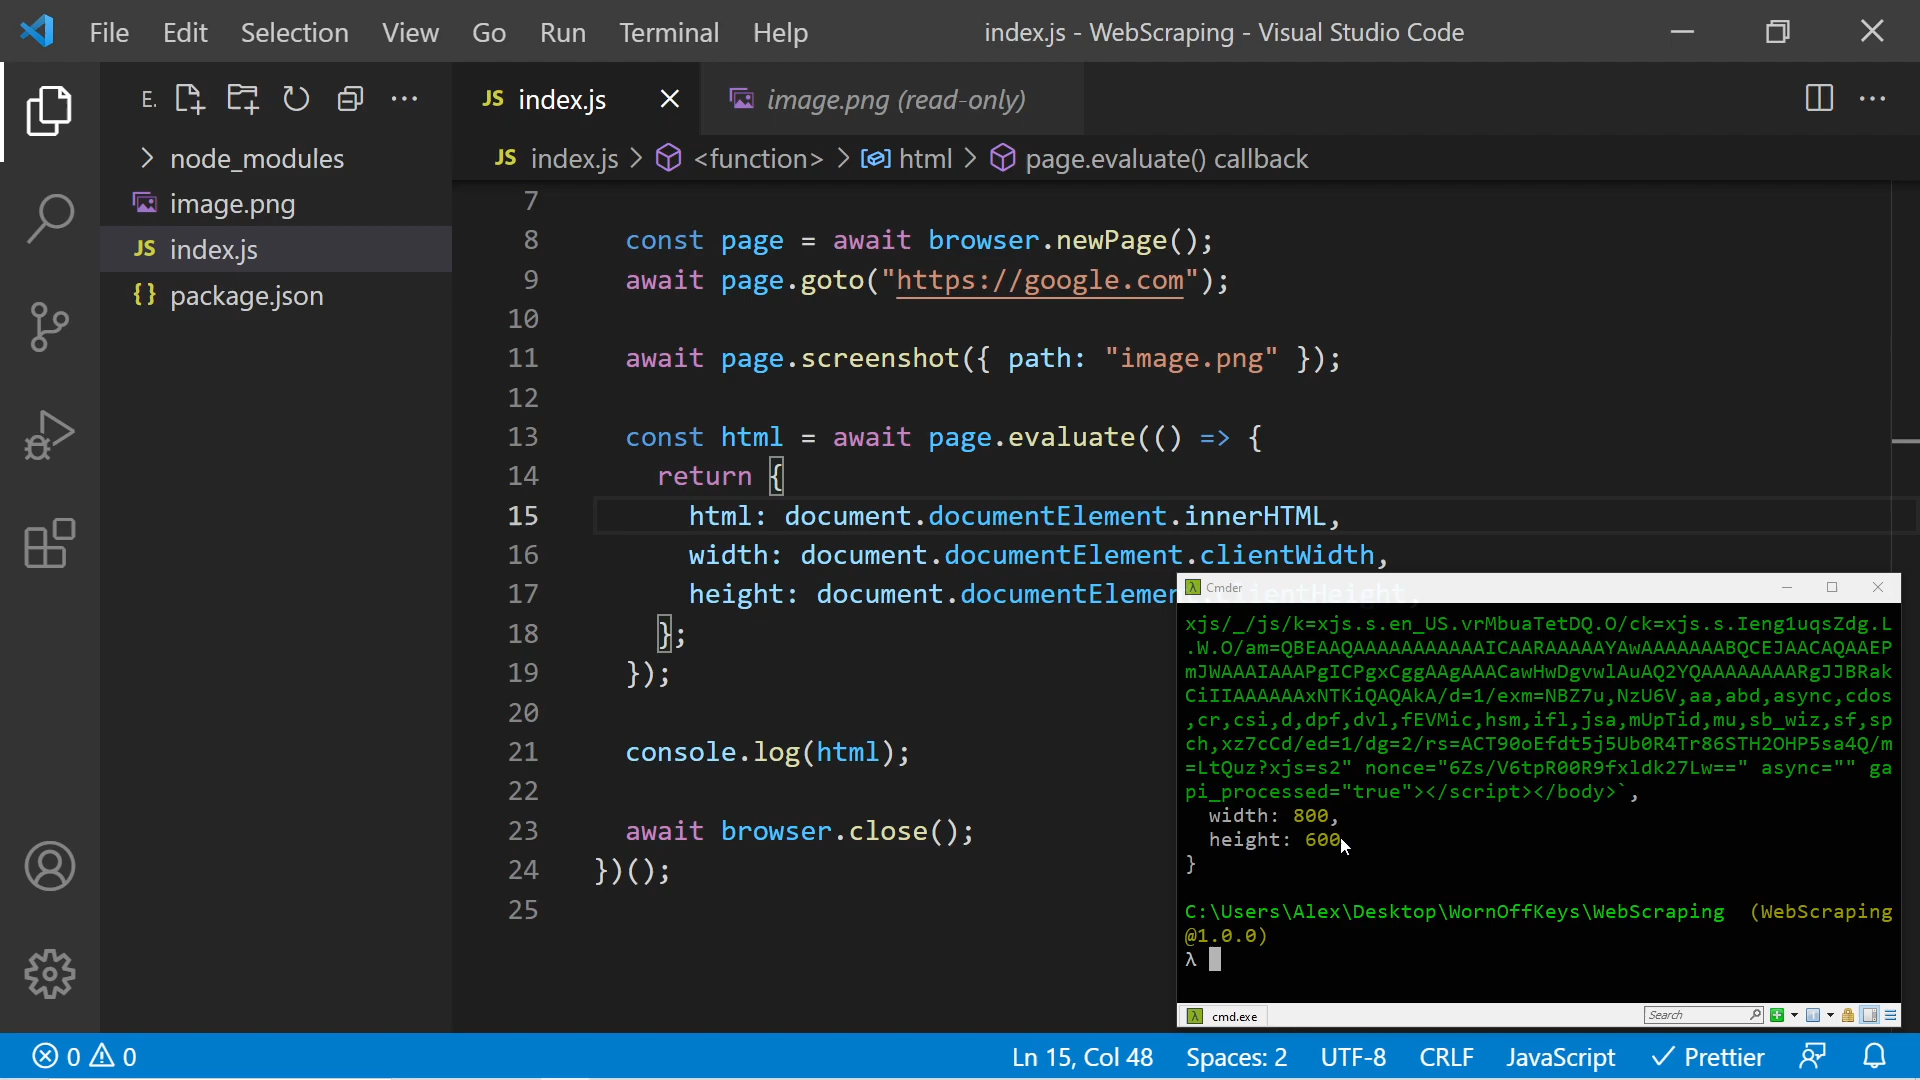 File Edit Selection View Go Run Terminal Help index.js - WebScraping - Visual Studio Code
E.
JS index.js image.png (read-only)
JS index.js > <function> > html > page.evaluate() callback
node_modules
image.png
JS index.js
{} package.json
7
8 const page = await browser.newPage();
9 await page.goto("https://google.com");
10
11 await page.screenshot({ path: "image.png" });
12
13 const html = await page.evaluate(() => {
14 return {
15 html: document.documentElement.innerHTML,
16 width: document.documentElement.clientWidth,
17 height: document.documentElement.clientHeight,
18 };
19 });
20
21 console.log(html);
22
23 await browser.close();
24 })();
25
λ Cmder
xjs/_/js/k=xjs.s.en_US.vrMbuaTetDQ.O/ck=xjs.s.Ieng1uqsZdg.L
.W.O/am=QBEAAQAAAAAAAAAAAICAARAAAAAYAwAAAAAAABQCEJAACAQAAEP
mJWAAAIAAAPgICPgxCggAAgAAACawHwDgvwlAuAQ2YQAAAAAAAARgJJBRak
CiIIAAAAAAxNTKiQAQAkA/d=1/exm=NBZ7u,NzU6V,aa,abd,async,cdos
,cr,csi,d,dpf,dvl,fEVMic,hsm,ifl,jsa,mUpTid,mu,sb_wiz,sf,sp
ch,xz7cCd/ed=1/dg=2/rs=ACT90oEfdt5j5Ub0R4Tr86STH2OHP5sa4Q/m
=LtQuz?xjs=s2" nonce="6Zs/V6tpR00R9fxldk27Lw==" async="" ga
pi_processed="true"></script></body>`,
width: 800,
height: 600
}
C:\Users\Alex\Desktop\WornOffKeys\WebScraping (WebScraping
@1.0.0)
λ
λ cmd.exe Search
0 0 Ln 15, Col 48 Spaces: 2 UTF-8 CRLF JavaScript Prettier